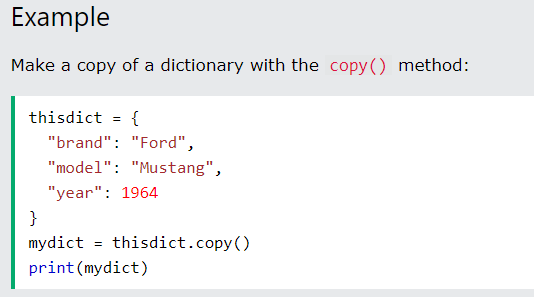 Example
Make a copy of a dictionary with the copy() method:
thisdict = {
  "brand": "Ford",
  "model": "Mustang",
  "year": 1964
}
mydict = thisdict.copy()
print(mydict)